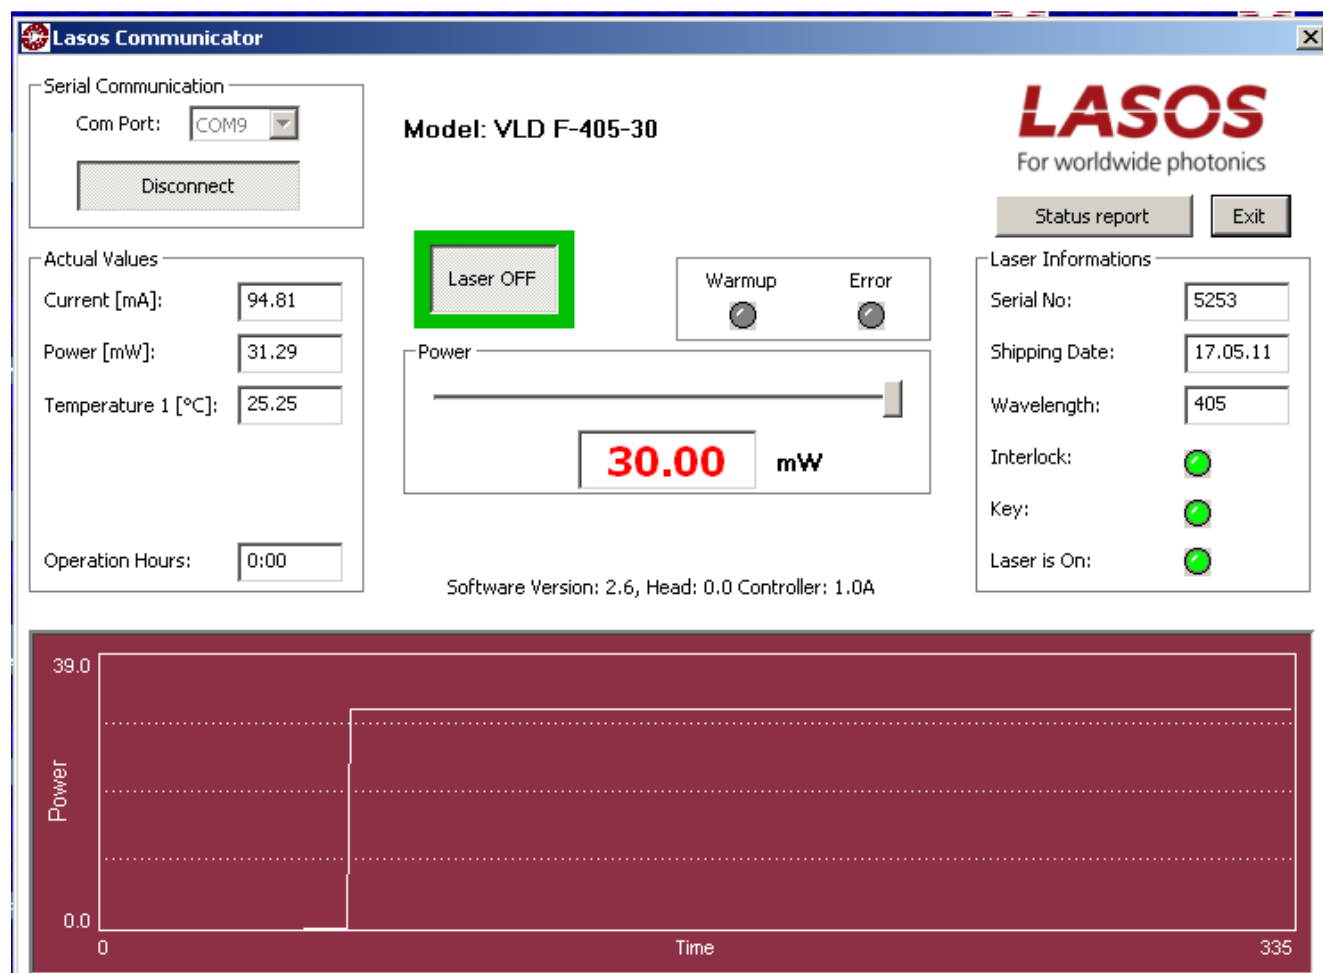 Lasos Communicator
Serial Communication
Com Port: COM9
Disconnect
Model: VLD F-405-30
LASOS
For worldwide photonics
Status report
Exit
Actual Values
Current [mA]: 94.81
Power [mW]: 31.29
Temperature 1 [°C]: 25.25
Operation Hours: 0:00
Laser OFF
Warmup
Error
Power
30.00 mW
Software Version: 2.6, Head: 0.0 Controller: 1.0A
Laser Informations
Serial No: 5253
Shipping Date: 17.05.11
Wavelength: 405
Interlock:
Key:
Laser is On:
39.0
Power
0.0
0
Time
335